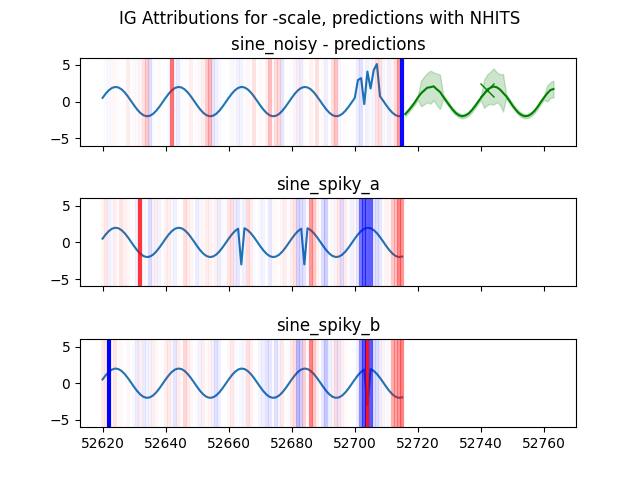 IG Attributions for -scale, predictions with NHITS
sine_noisy - predictions
5
0
−5
sine_spiky_a
5
0
−5
sine_spiky_b
5
0
−5
52620 52640 52660 52680 52700 52720 52740 52760